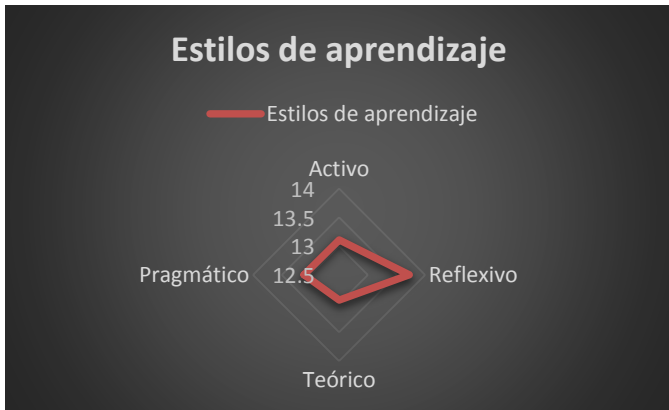 Estilos de aprendizaje
Estilos de aprendizaje
Activo
14
13.5
13
Pragmático
12.5
Reflexivo
Teórico